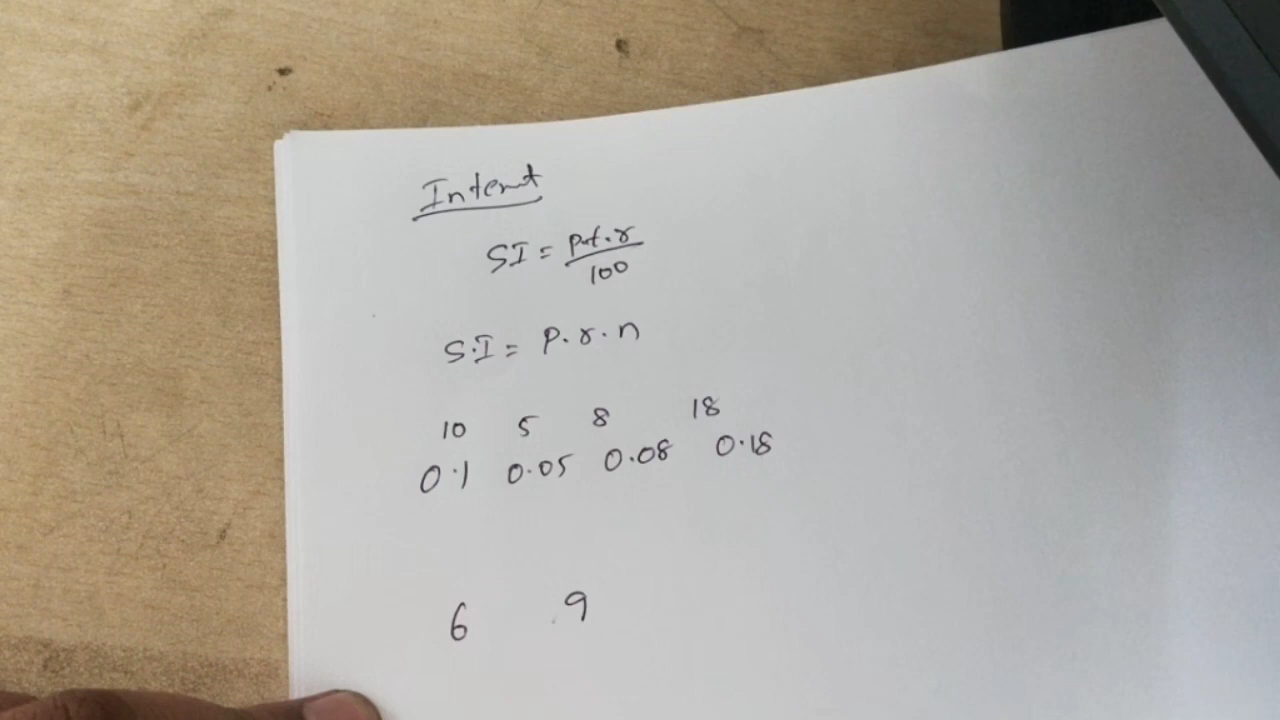 Interest
SI = p.t.r
100
S.I = P.r.n
10 5 8 18
0.1 0.05 0.08 0.18
6 9